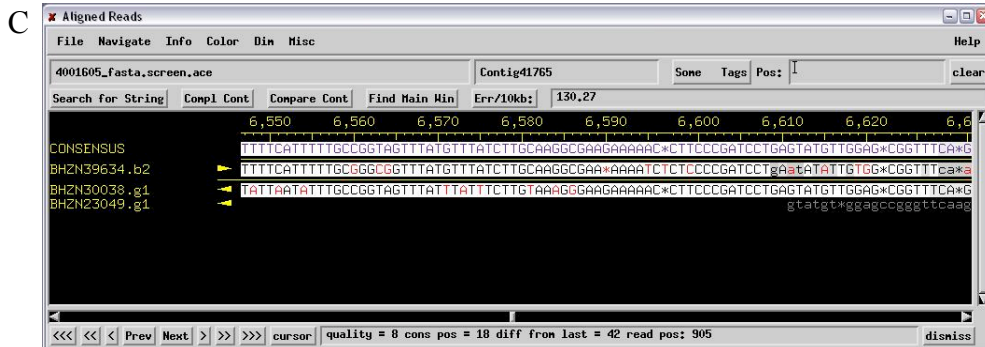 C
Aligned Reads
File Navigate Info Color Dim Misc Help
4001605_fasta.screen.ace Contig41765 Some Tags Pos: clear
Search for String Compl Cont Compare Cont Find Main Win Err/10kb: 130.27
6,550 6,560 6,570 6,580 6,590 6,600 6,610 6,620 6,6
CONSENSUS TTTTCATTTTTGCCGGTAGTTTATGTTTATCTTGCAAGGCGAAGAAAAAC*CTTCCCGATCCTGAGTATGTTGGAG*CGGTTTCA*G
BHZN39634.b2 TTTTCATTTTTGCGGGCGGTTTATGTTTATCTTGCAAGGCGAA*AAAATCTCTCCCCGATCCTgAatATATTGTGG*CGGTTTca*a
BHZN30038.g1 TATTAATATTTGCCGGTAGTTTATTTATTTCTTGTAAAGGGAAGAAAAAC*CTTCCCGATCCTGAGTATGTTGGAG*CGGTTTCA*G
BHZN23049.g1 gtatgt*ggagccgggttcaag
<<< << < Prev Next > >> >>> cursor quality = 8 cons pos = 18 diff from last = 42 read pos: 905 dismiss